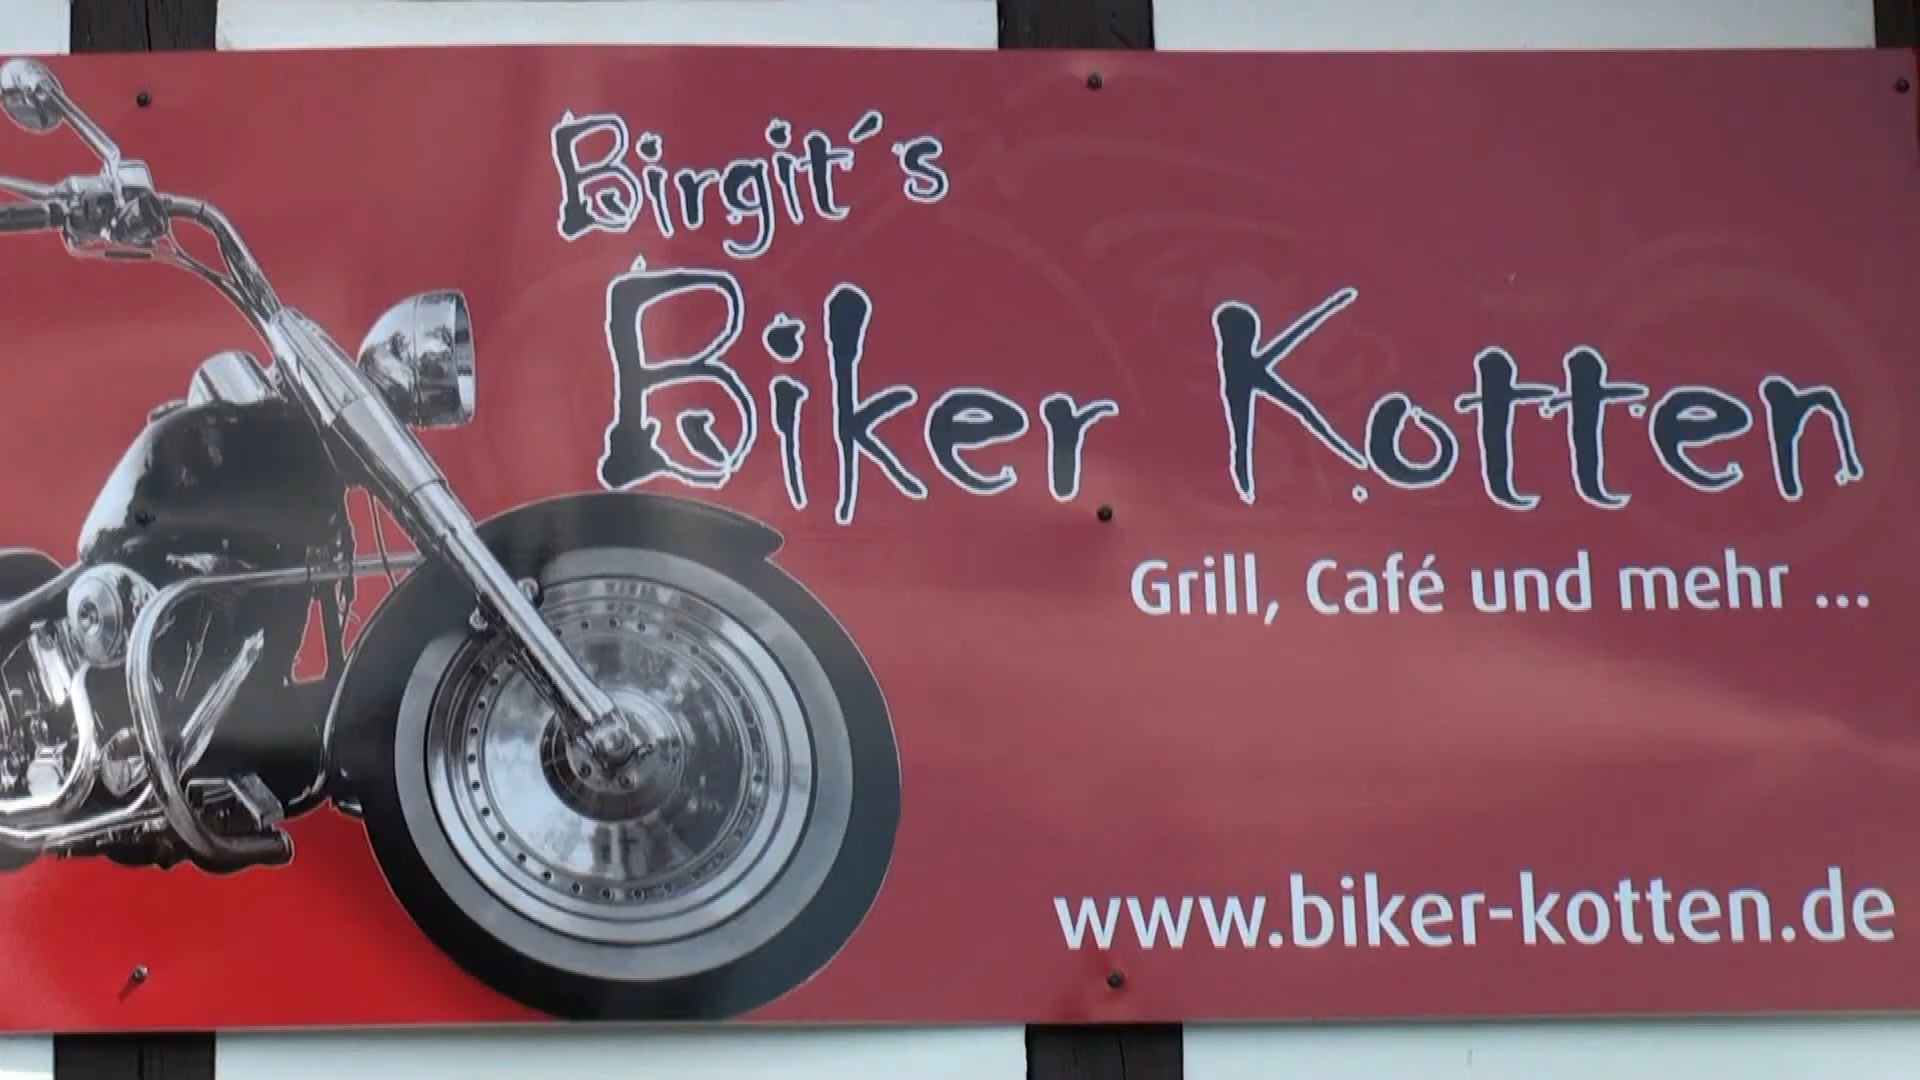 Birgit´s
Biker Kotten
Grill, Café und mehr ...
www.biker-kotten.de